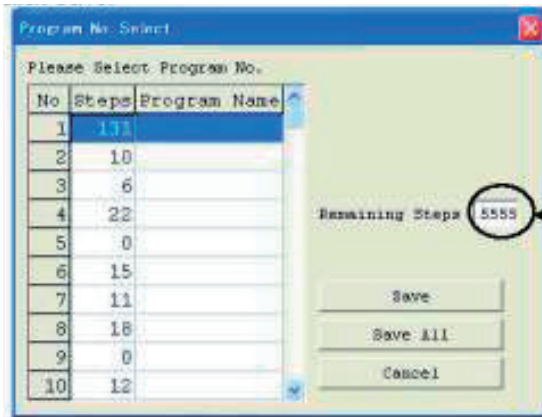 Program No Select
Please Select Program No.
No Steps Program Name
1 131
2 10
3 6
4 22
5 0
6 15
7 11
8 18
9 0
10 12
Remaining Steps 5555
Save
Save All
Cancel